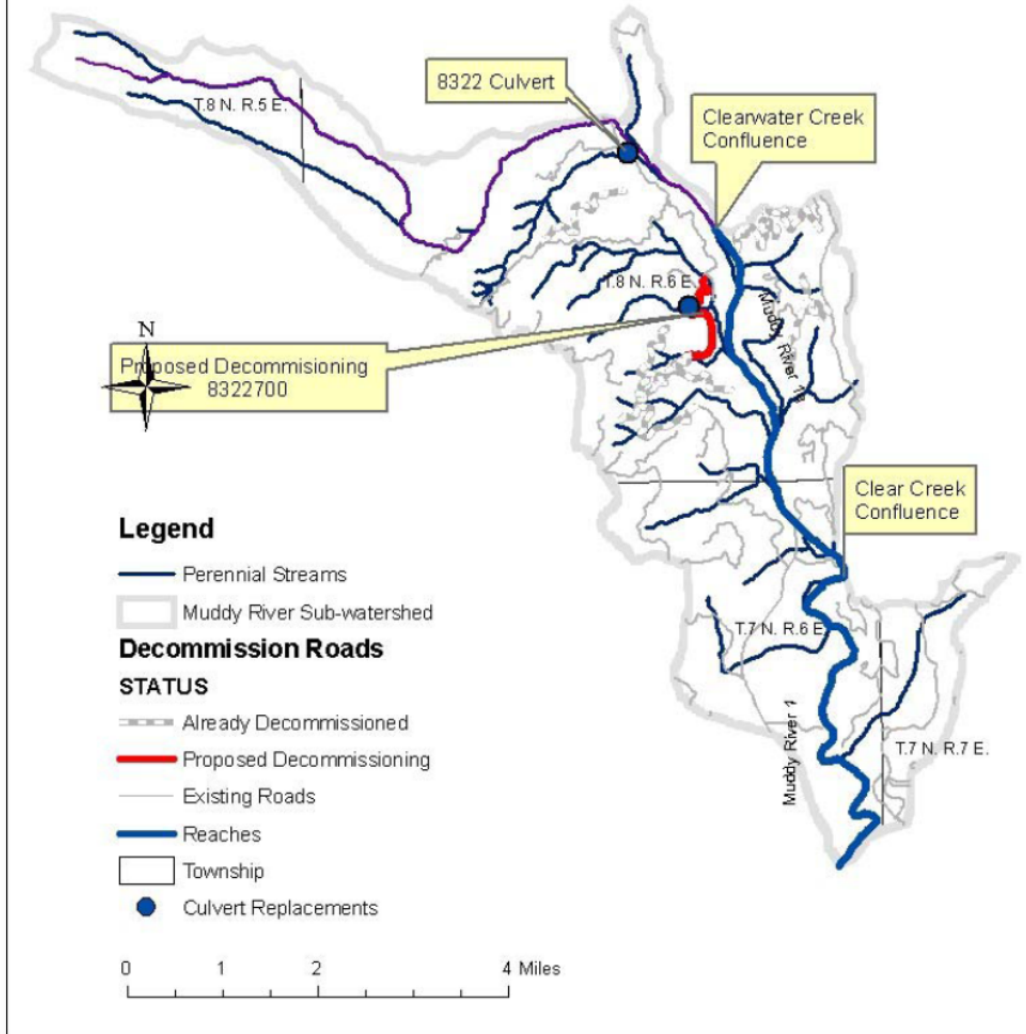 8322 Culvert
Clearwater Creek
Confluence
T.8 N. R.5 E.
T.8 N. R.6 E.
Muddy River 1a
N
Proposed Decommisioning
8322700
Clear Creek
Confluence
Legend
Perennial Streams
Muddy River Sub-watershed
Decommission Roads
STATUS
Already Decommissioned
Proposed Decommissioning
Existing Roads
Reaches
Township
Culvert Replacements
T.7 N. R.6 E.
Muddy River 1
T.7 N. R.7 E.
0 1 2 4 Miles